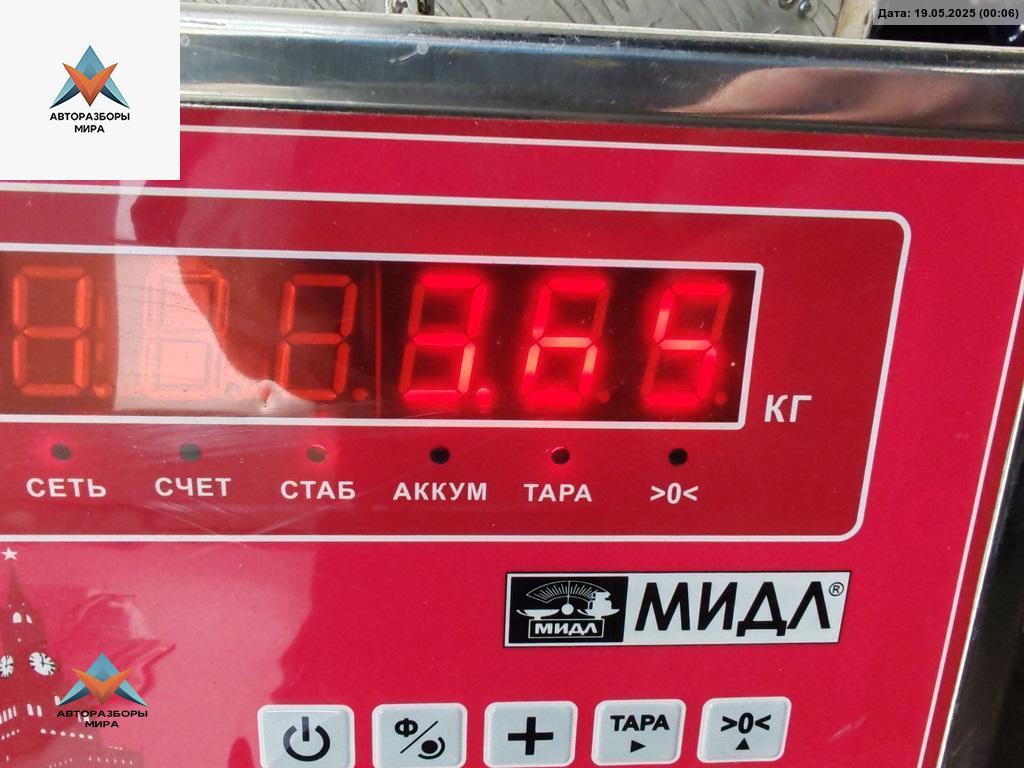 Дата: 19.05.2025 (00:06)
АВТОРАЗБОРЫ
МИРА
КГ
СЕТЬ СЧЕТ СТАБ АККУМ ТАРА >0<
МИДЛ МИДЛ®
АВТОРАЗБОРЫ
МИРА
Ф ТАРА >0<